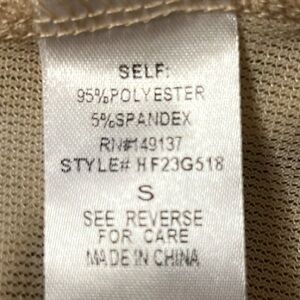 SELF:
95%POLYESTER
5%SPANDEX
RN#149137
STYLE# HF23G518
S
SEE REVERSE
FOR CARE
MADE IN CHINA